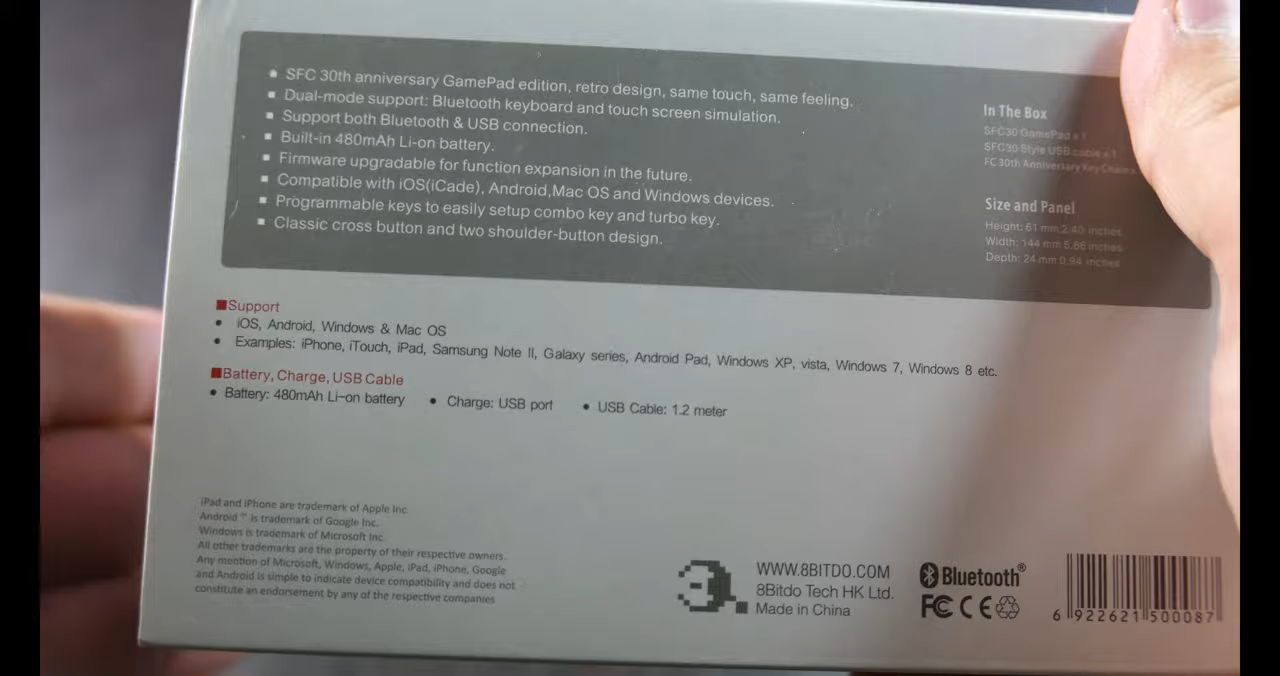 SFC 30th anniversary GamePad edition, retro design, same touch, same feeling.
Dual-mode support: Bluetooth keyboard and touch screen simulation.
Support both Bluetooth & USB connection.
Built-in 480mAh Li-on battery.
Firmware upgradable for function expansion in the future.
Compatible with iOS(iCade), Android,Mac OS and Windows devices.
Programmable keys to easily setup combo key and turbo key.
Classic cross button and two shoulder-button design.
In The Box
SFC30 GamePad x 1
SFC30 Style USB cable x 1
FC 30th Anniversary Key Chain x
Size and Panel
Height: 61 mm 2.40 inches
Width: 144 mm 5.66 inches
Depth: 24 mm 0.94 inches
Support
iOS, Android, Windows & Mac OS
Examples: iPhone, iTouch, iPad, Samsung Note II, Galaxy series, Android Pad, Windows XP, vista, Windows 7, Windows 8 etc.
Battery, Charge, USB Cable
Battery: 480mAh Li-on battery
Charge: USB port
USB Cable: 1.2 meter
iPad and iPhone are trademark of Apple Inc.
Android ™ is trademark of Google Inc.
Windows is trademark of Microsoft Inc.
All other trademarks are the property of their respective owners.
Any mention of Microsoft, Windows, Apple, iPad, iPhone, Google
and Android is simple to indicate device compatibility and does not
constitute an endorsement by any of the respective companies
WWW.8BITDO.COM
8Bitdo Tech HK Ltd.
Made in China
Bluetooth®
FC CE
6 922621 500087